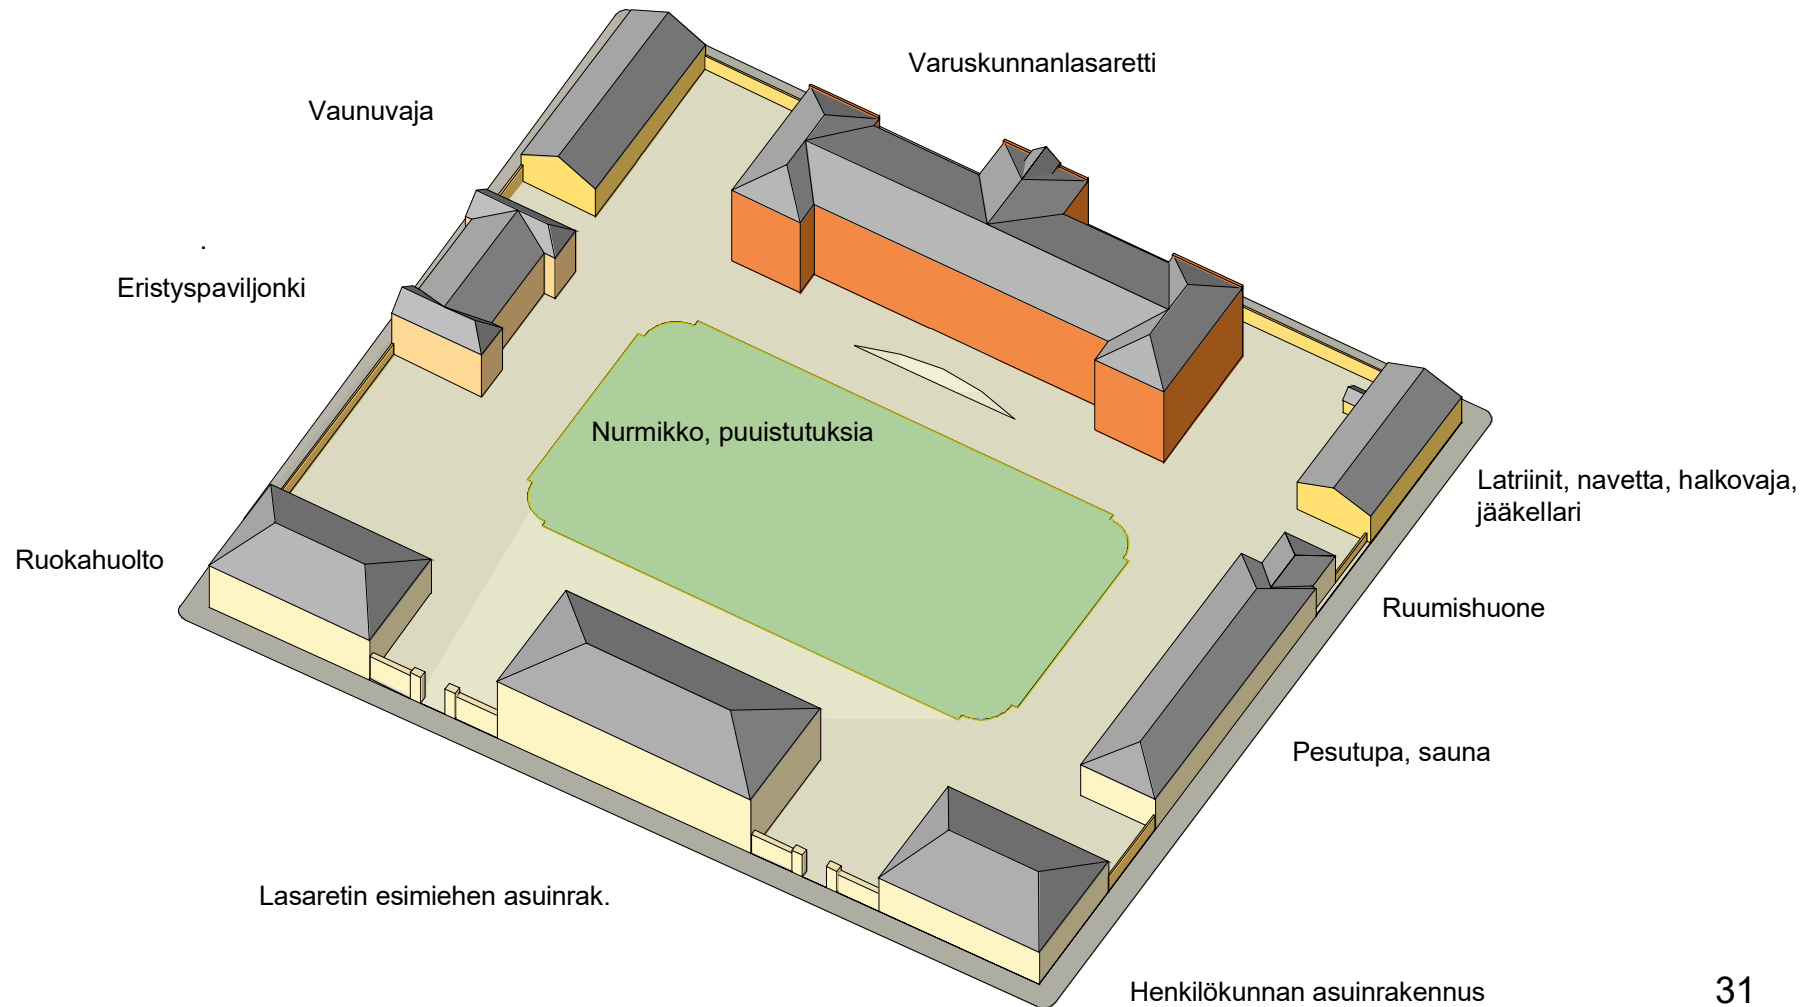 Varuskunnanlasaretti
Vaunuvaja
.
Eristyspaviljonki
Nurmikko, puuistutuksia
Latriinit, navetta, halkovaja,
jääkellari
Ruokahuolto
Ruumishuone
Pesutupa, sauna
Lasaretin esimiehen asuinrak.
Henkilökunnan asuinrakennus
31